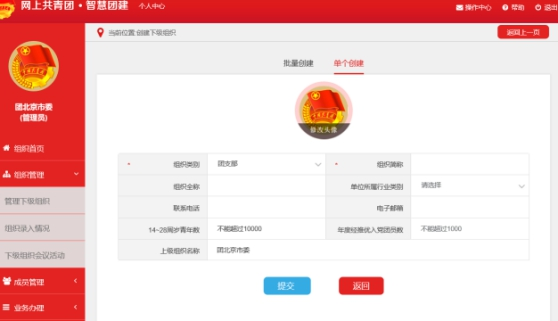 网上共青团·智慧团建 个人中心 操作中心 帮助 退出
当前位置:创建下级组织 返回上一页
批量创建 单个创建
修改头像
团北京市委
(管理员)
组织首页
组织管理
管理下级组织
组织录入情况
下级组织会议活动
成员管理
业务办理
* 组织类别 团支部 * 组织简称
组织全称 单位所属行业类别 请选择
联系电话 电子邮箱
14-28周岁青年数 不能超过10000 年度经推优入党团员数 不能超过1000
上级组织名称 团北京市委
提交 返回